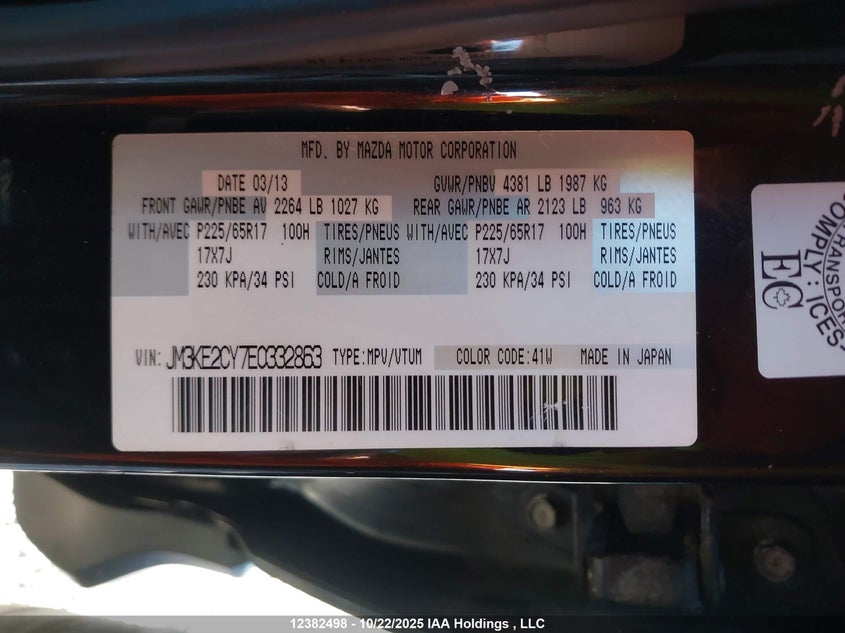 MFD. BY MAZDA MOTOR CORPORATION
DATE 03/13 GVWR/PNBV 4381 LB 1987 KG
FRONT GAWR/PNBE AV 2264 LB 1027 KG REAR GAWR/PNBE AR 2123 LB 963 KG
WITH/AVEC P225/65R17 100H TIRES/PNEUS WITH/AVEC P225/65R17 100H TIRES/PNEUS
17X7J RIMS/JANTES 17X7J RIMS/JANTES
230 KPA/34 PSI COLD/A FROID 230 KPA/34 PSI COLD/A FROID
VIN: JM3KE2CY7E0332863 TYPE:MPV/VTUM COLOR CODE:41W MADE IN JAPAN
TRANSPOR
COMPLY: ICES
EC
12382498 - 10/22/2025 IAA Holdings , LLC